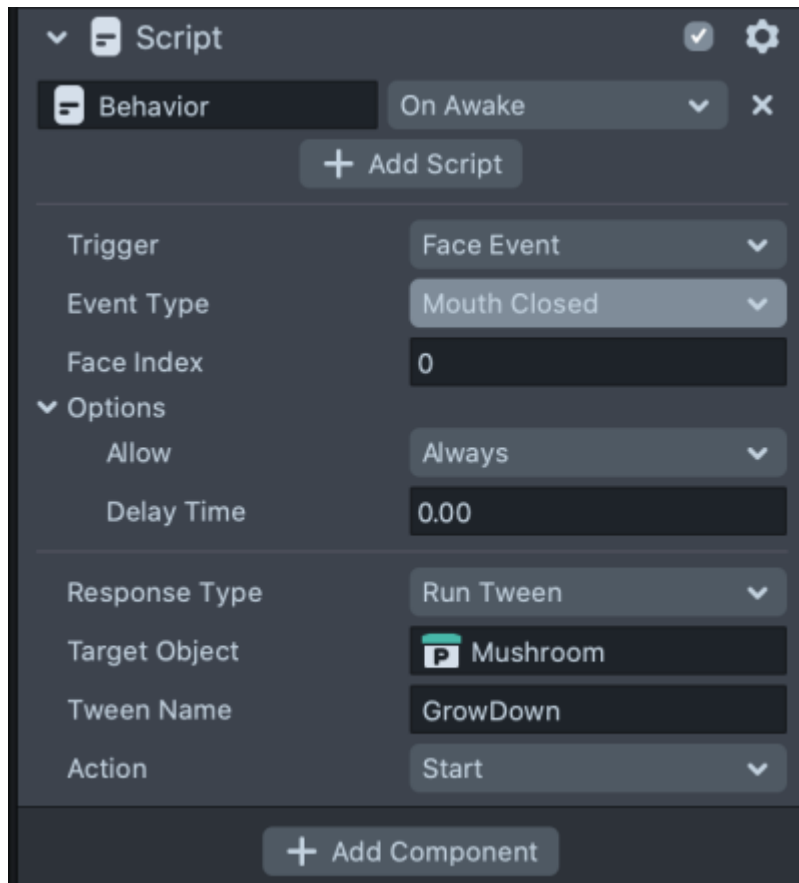 Script
Behavior On Awake
+ Add Script
Trigger Face Event
Event Type Mouth Closed
Face Index 0
Options
Allow Always
Delay Time 0.00
Response Type Run Tween
Target Object P Mushroom
Tween Name GrowDown
Action Start
+ Add Component